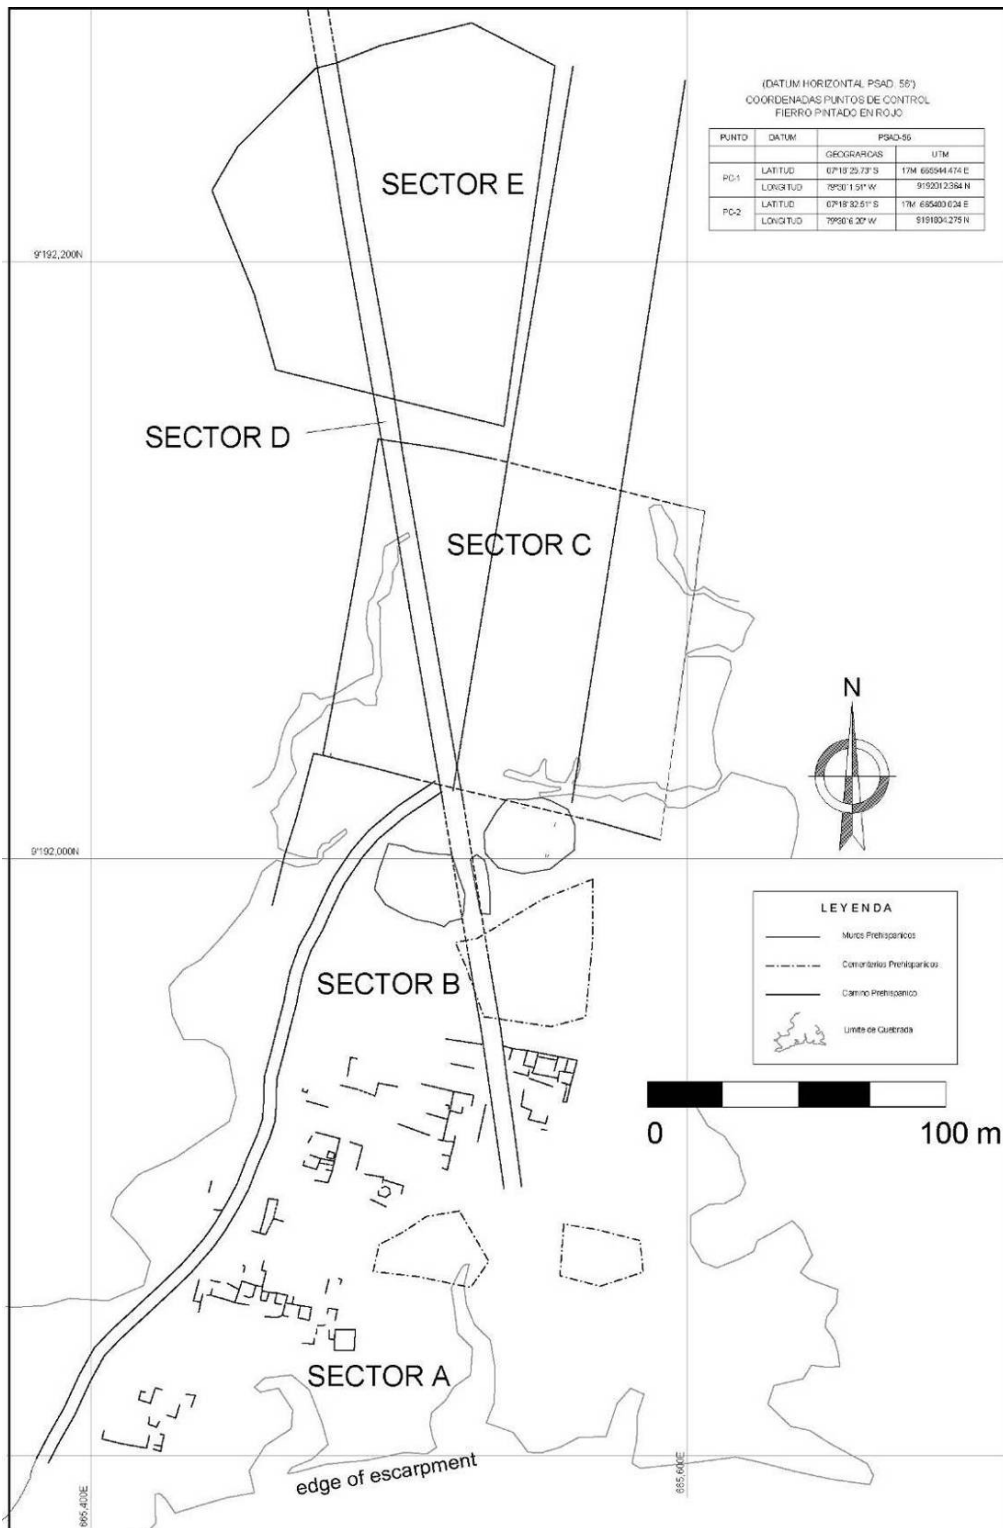 (DATUM HORIZONTAL PSAD. 56')
COORDENADAS PUNTOS DE CONTROL
FIERRO PINTADO EN ROJO
PUNTO DATUM PSAD-56
GEOGRAFICAS UTM
PC-1 LATITUD 07°18'25.73" S 17M 665544.474 E
LONGITUD 79°30'1.51" W 9192012.364 N
PC-2 LATITUD 07°18'32.51" S 17M
LONGITUD 79°30'6.20" W 9191804.275 N
SECTOR E
9'192,200N
SECTOR D
SECTOR C
N
9'192,000N
LEYENDA
Muros Prehispanicos
Cementerios Prehispanicos
Camino Prehispanico
Limite de Quebrada
SECTOR B
0 100 m
SECTOR A
edge of escarpment
665,400E
665,600E